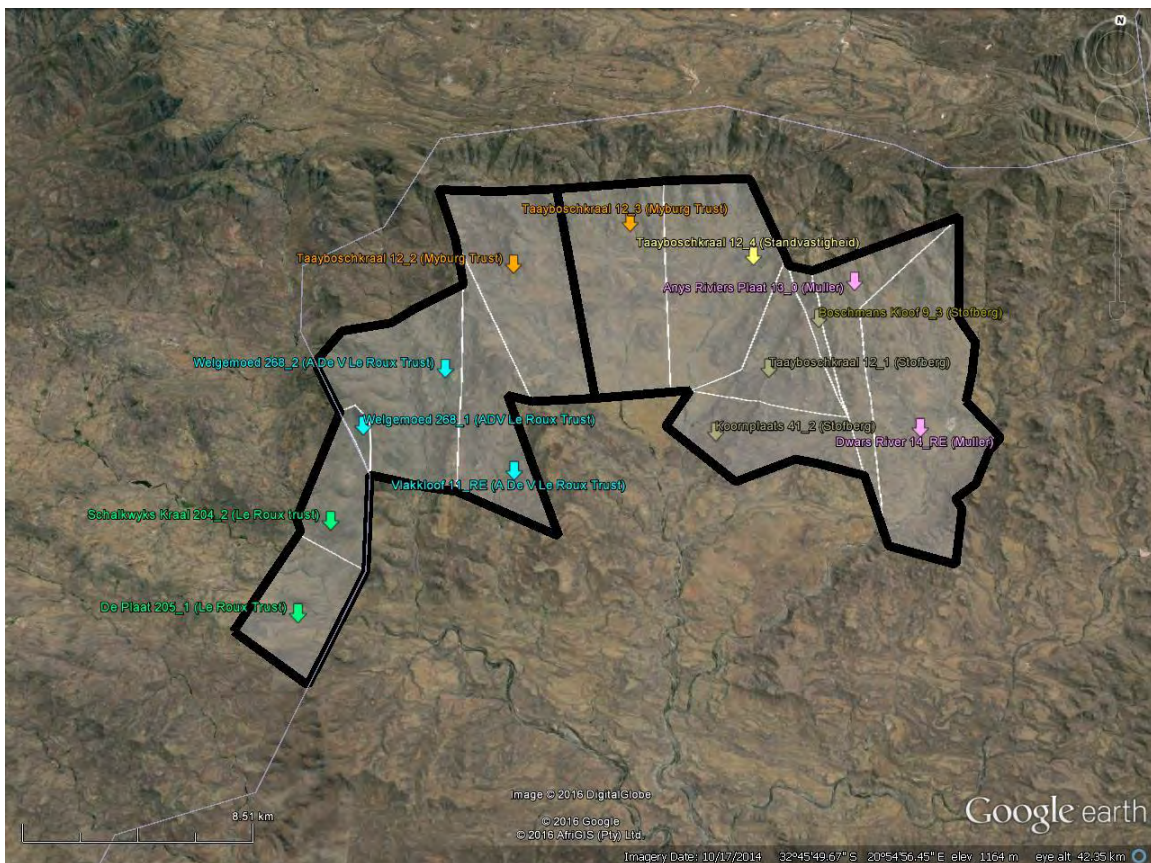 N
Taayboschkraal 12_3 (Myburg Trust)
Taayboschkraal 12_4 (Standvastigheid)
Taayboschkraal 12_2 (Myburg Trust)
Anys Riviers Plaat 13_0 (Muller)
Boschmans Kloof 9_3 (Stofberg)
Welgemoed 268_2 (A De V Le Roux Trust)
Taayboschkraal 12_1 (Stofberg)
Welgemoed 268_1 (ADV Le Roux Trust)
Koornplaats 41_2 (Stofberg)
Dwars River 14_RE (Muller)
Vlakkloof 11_RE (A De V Le Roux Trust)
Schalkwyks Kraal 204_2 (Le Roux trust)
De Plaat 205_1 (Le Roux Trust)
Image © 2016 DigitalGlobe
© 2016 Google
© 2016 AfriGIS (Pty) Ltd.
8.51 km
Google earth
Imagery Date: 10/17/2014 32°45'49.67" S 20°54'56.45" E elev 1164 m eye alt 42.35 km